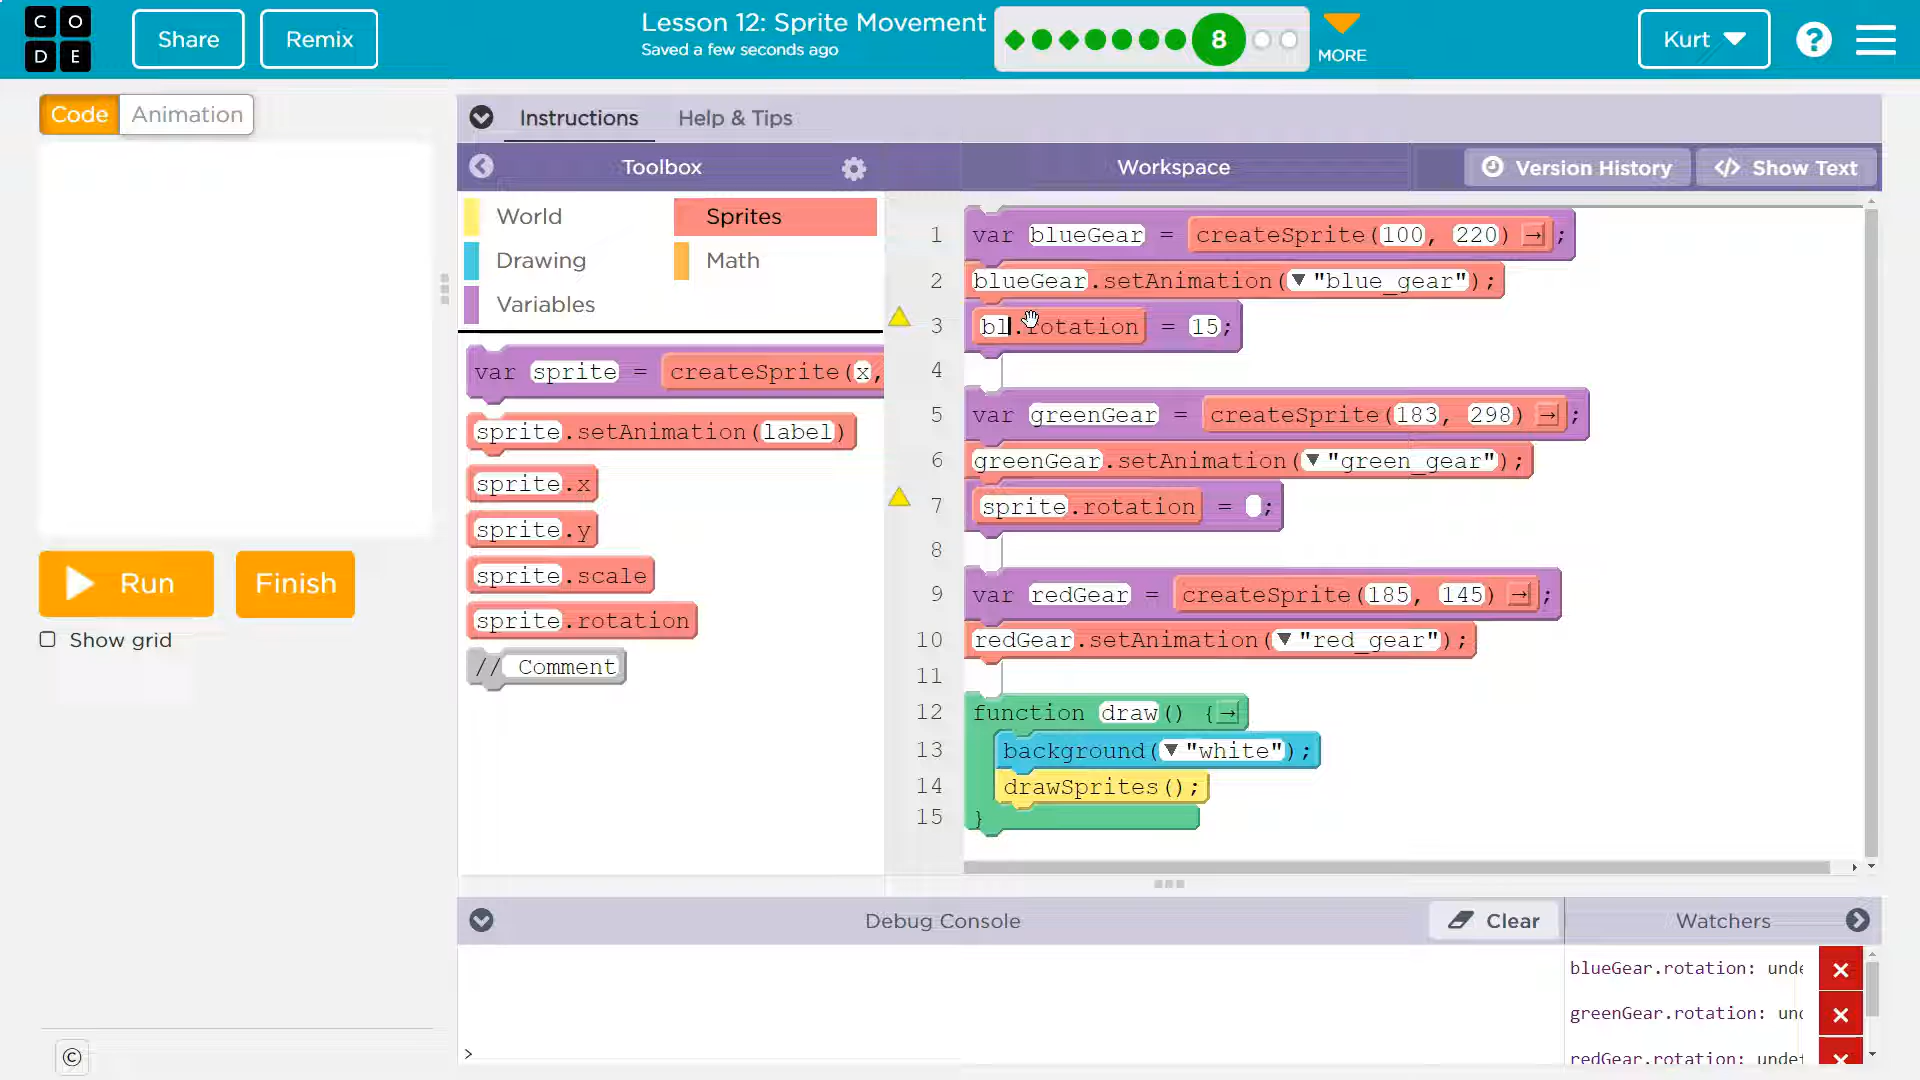 C O D E
Share
Remix
Lesson 12: Sprite Movement
Saved a few seconds ago
8
MORE
Kurt
?
Code
Animation
Instructions
Help & Tips
Toolbox
Workspace
Version History
</> Show Text
World
Sprites
Drawing
Math
Variables
var sprite = createSprite(x,
sprite.setAnimation(label)
sprite.x
sprite.y
sprite.scale
sprite.rotation
// Comment
1 var blueGear = createSprite(100, 220) → ;
2 blueGear.setAnimation(▼ "blue_gear");
3 bl.rotation = 15;
4
5 var greenGear = createSprite(183, 298) → ;
6 greenGear.setAnimation(▼ "green_gear");
7 sprite.rotation = ;
8
9 var redGear = createSprite(185, 145) → ;
10 redGear.setAnimation(▼ "red_gear");
11
12 function draw() { →
13 background(▼ "white");
14 drawSprites();
15 }
Run
Finish
Show grid
Debug Console
Clear
Watchers
blueGear.rotation: unde
greenGear.rotation: und
redGear.rotation: undef
>
©